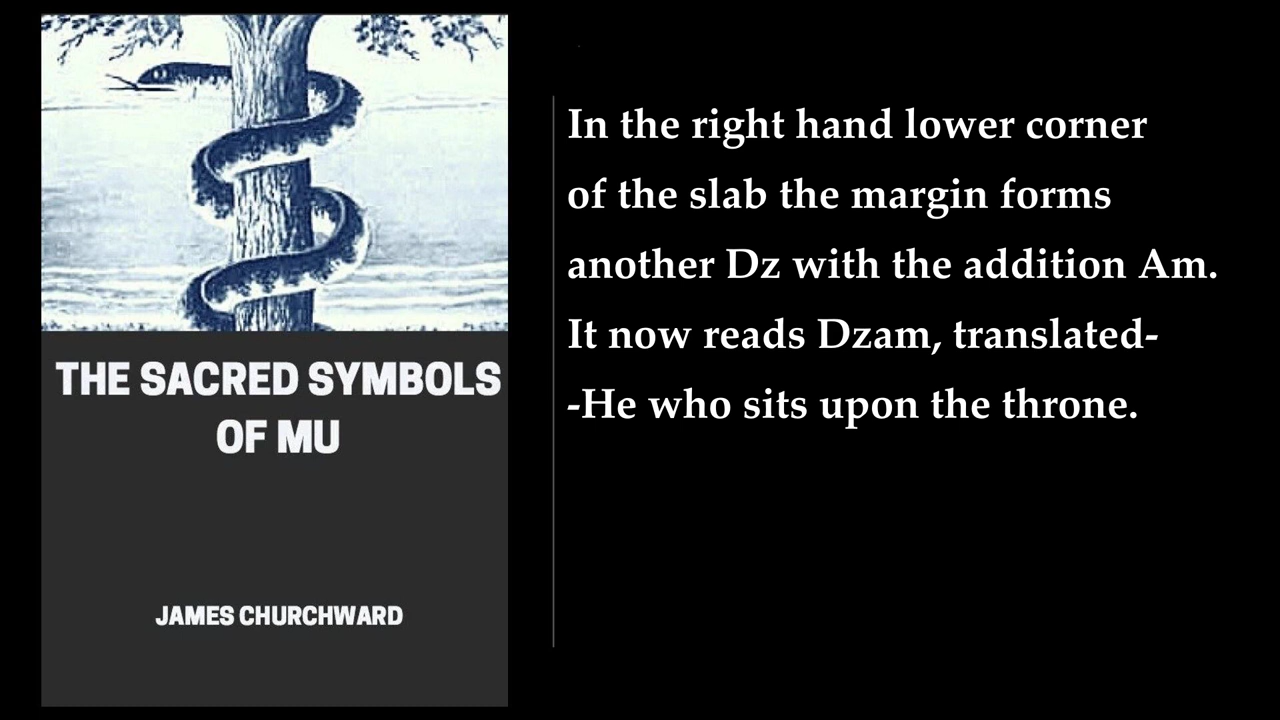 THE SACRED SYMBOLS
OF MU
JAMES CHURCHWARD
In the right hand lower corner
of the slab the margin forms
another Dz with the addition Am.
It now reads Dzam, translated-
-He who sits upon the throne.